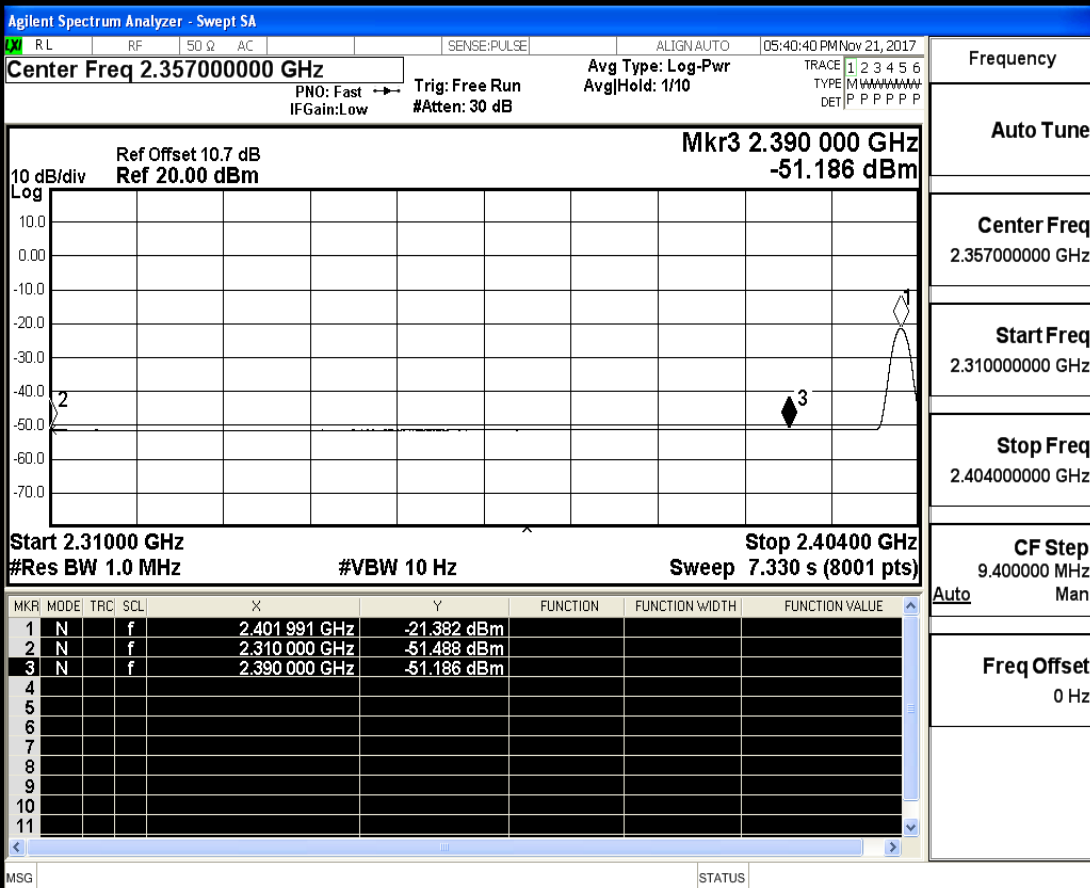 Agilent Spectrum Analyzer - Swept SA
LXI RL RF 50 Ω AC SENSE:PULSE ALIGN AUTO 05:40:40 PM Nov 21, 2017
Center Freq 2.357000000 GHz
PNO: Fast
IFGain:Low
Trig: Free Run
#Atten: 30 dB
Avg Type: Log-Pwr
Avg|Hold: 1/10
TRACE 1 2 3 4 5 6
TYPE M WWWWW
DET P P P P P P
Mkr3 2.390 000 GHz
-51.186 dBm
Ref Offset 10.7 dB
10 dB/div Ref 20.00 dBm
Log
10.0
0.00
-10.0
-20.0
-30.0
-40.0
-50.0
-60.0
-70.0
1
2
3
Start 2.31000 GHz Stop 2.40400 GHz
#Res BW 1.0 MHz #VBW 10 Hz Sweep 7.330 s (8001 pts)
MKR MODE TRC SCL X Y FUNCTION FUNCTION WIDTH FUNCTION VALUE
1 N f 2.401 991 GHz -21.382 dBm
2 N f 2.310 000 GHz -51.488 dBm
3 N f 2.390 000 GHz -51.186 dBm
4
5
6
7
8
9
10
11
MSG STATUS
Frequency
Auto Tune
Center Freq
2.357000000 GHz
Start Freq
2.310000000 GHz
Stop Freq
2.404000000 GHz
CF Step
9.400000 MHz
Auto Man
Freq Offset
0 Hz